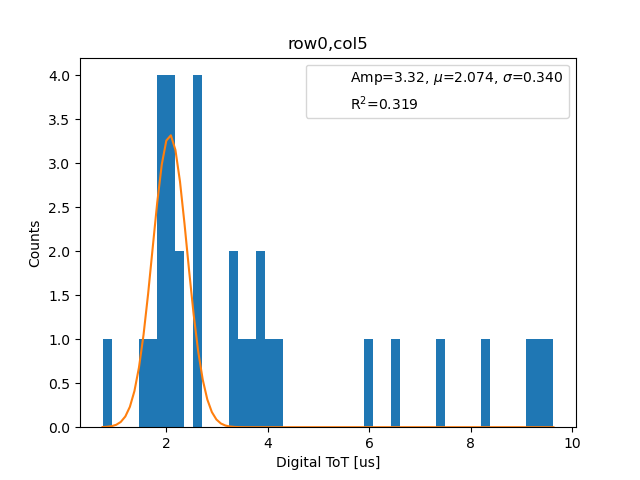 row0,col5
Amp=3.32, μ=2.074, σ=0.340
R²=0.319
4.0
3.5
3.0
2.5
2.0
1.5
1.0
0.5
0.0
Counts
2 4 6 8 10
Digital ToT [us]